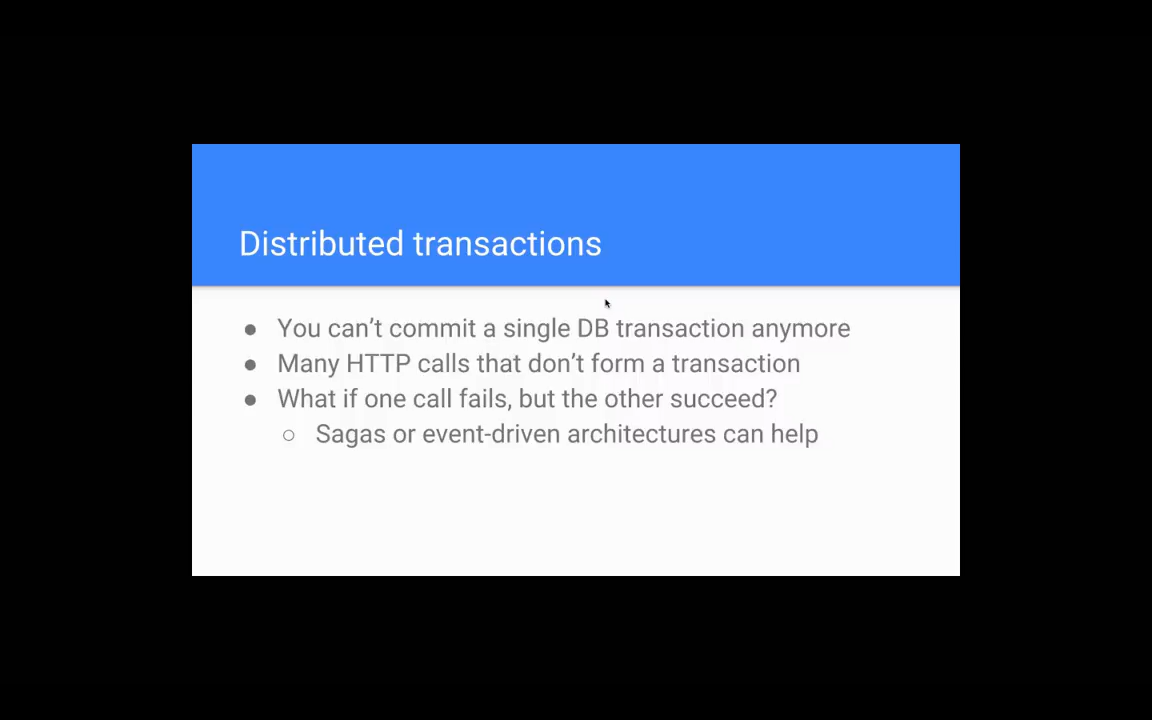 Distributed transactions
● You can’t commit a single DB transaction anymore
● Many HTTP calls that don’t form a transaction
● What if one call fails, but the other succeed?
○ Sagas or event-driven architectures can help